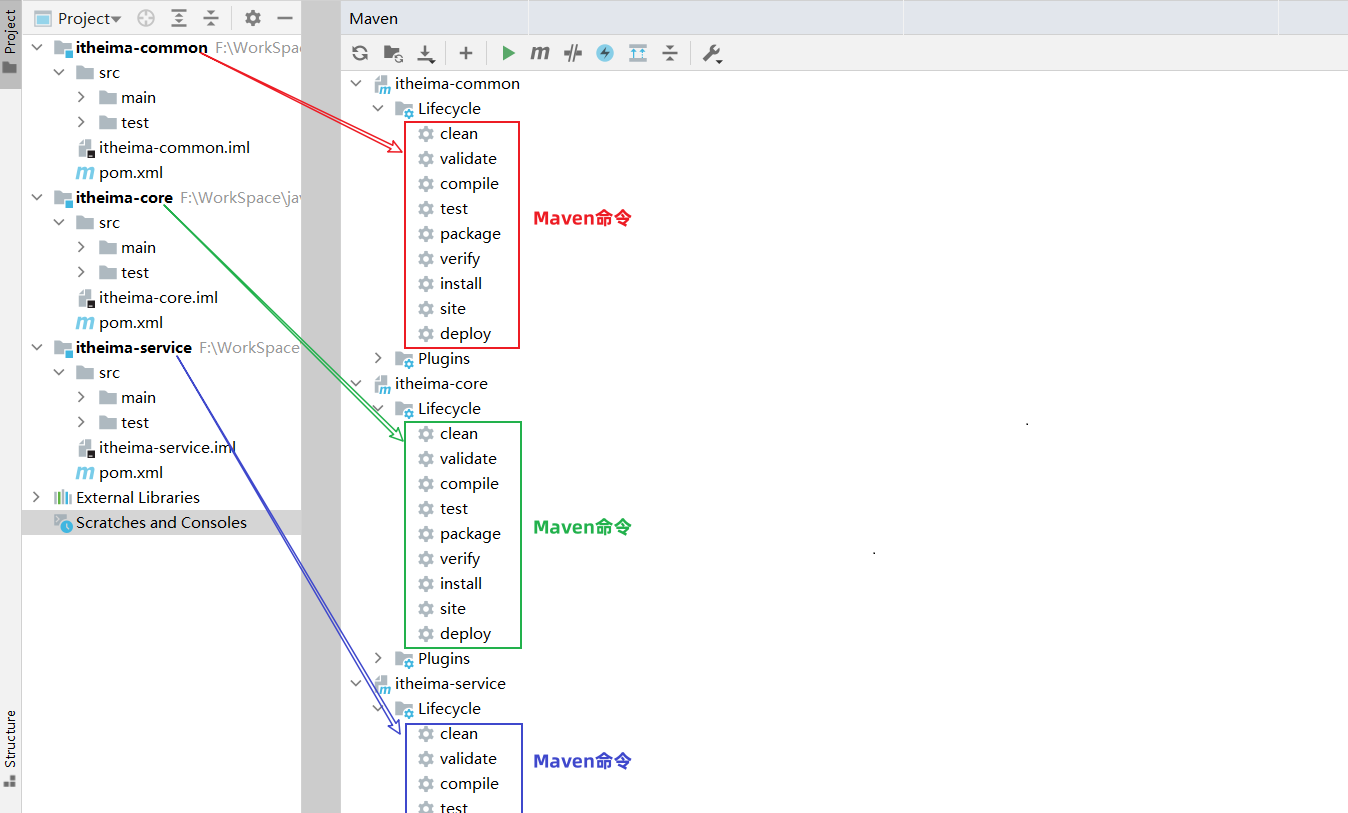 Project
Project
itheima-common F:\WorkSpac
src
main
test
itheima-common.iml
pom.xml
itheima-core F:\WorkSpace\jav
src
main
test
itheima-core.iml
pom.xml
itheima-service F:\WorkSpace
src
main
test
itheima-service.iml
pom.xml
External Libraries
Scratches and Consoles
Structure
Maven
itheima-common
Lifecycle
clean
validate
compile
test
package
verify
install
site
deploy
Maven命令
Plugins
itheima-core
Lifecycle
clean
validate
compile
test
package
verify
install
site
deploy
Maven命令
Plugins
itheima-service
Lifecycle
clean
validate
compile
test
Maven命令